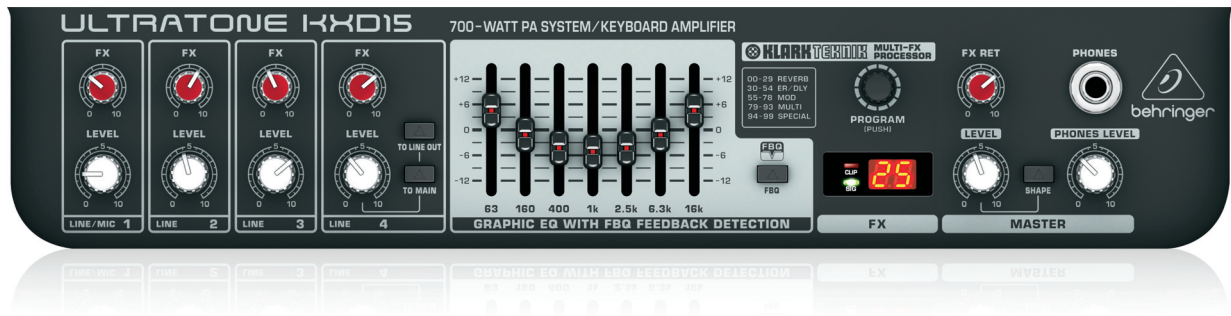 ULTRATONE KXD15
700-WATT PA SYSTEM/KEYBOARD AMPLIFIER
FX
5
0 10
LEVEL
5
0 10
LINE/MIC 1
FX
5
0 10
LEVEL
5
0 10
LINE 2
FX
5
0 10
LEVEL
5
0 10
LINE 3
FX
5
0 10
LEVEL
5
0 10
TO LINE OUT
TO MAIN
LINE 4
+12 +12
+6 +6
0 0
-6 -6
-12 -12
63 160 400 1k 2.5k 6.3k 16k
FBQ
FBQ
GRAPHIC EQ WITH FBQ FEEDBACK DETECTION
KLARK TEKNIK MULTI-FX PROCESSOR
00-29 REVERB
30-54 ER/DLY
55-78 MOD
79-93 MULTI
94-99 SPECIAL
PROGRAM
(PUSH)
CLIP
SIG
25
FX
FX RET
5
0 10
LEVEL
5
0 10
SHAPE
PHONES
PHONES LEVEL
5
0 10
MASTER
behringer